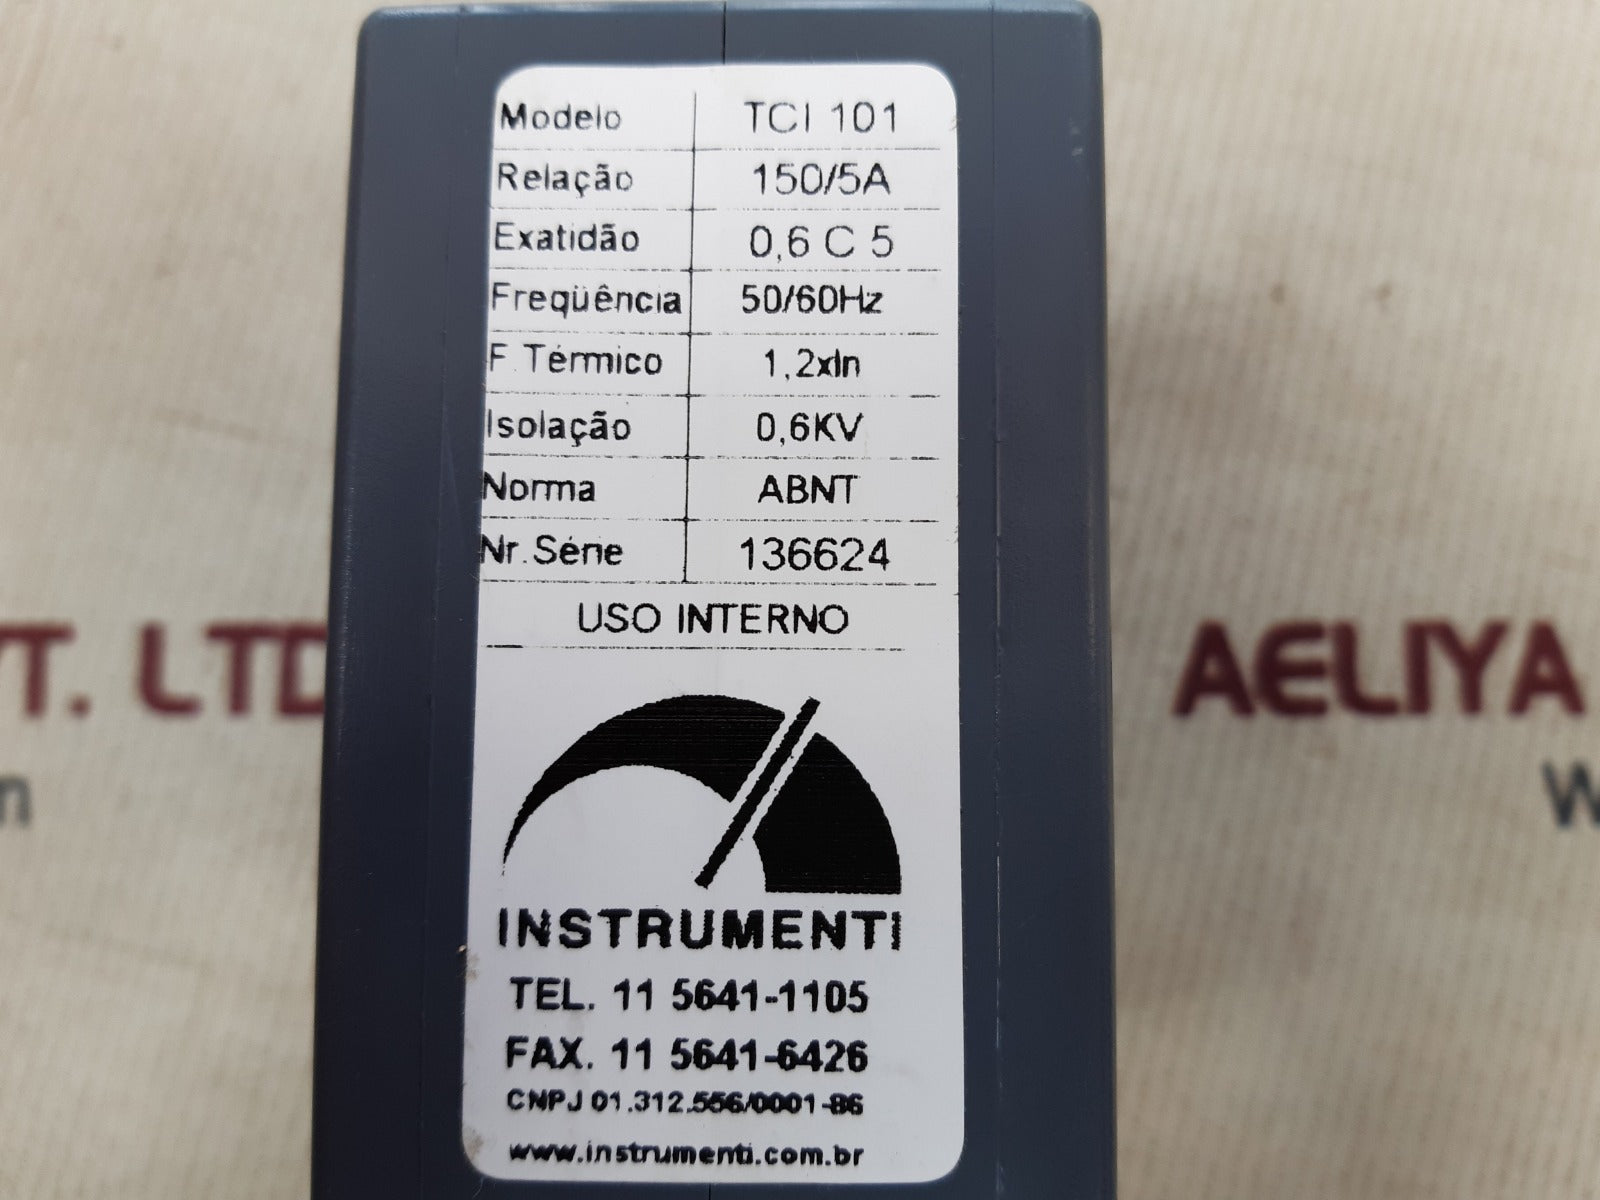 Modelo TCI 101
Relação 150/5A
Exatidão 0,6 C 5
Freqüência 50/60Hz
F.Térmico 1,2xIn
Isolação 0,6KV
Norma ABNT
Nr.Série 136624
USO INTERNO
INSTRUMENTI
TEL. 11 5641-1105
FAX. 11 5641-6426
CNPJ 01.312.556/0001-86
www.instrumenti.com.br
VT. LTD
AELIYA